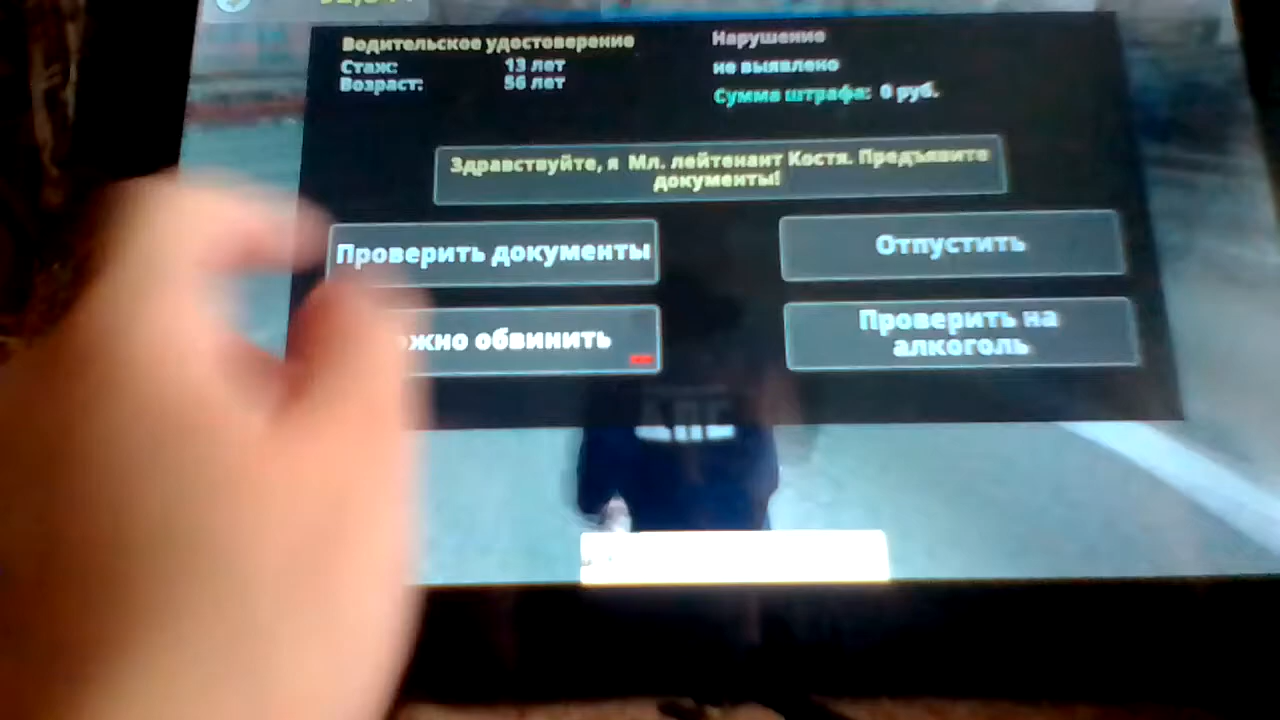 Водительское удостоверение
Стаж: 13 лет
Возраст: 56 лет
Нарушение
не выявлено
Сумма штрафа: 0 руб.
Здравствуйте, я Мл. лейтенант Костя. Предъявите
документы!
Проверить документы
Отпустить
обвинить
Проверить на
алкоголь